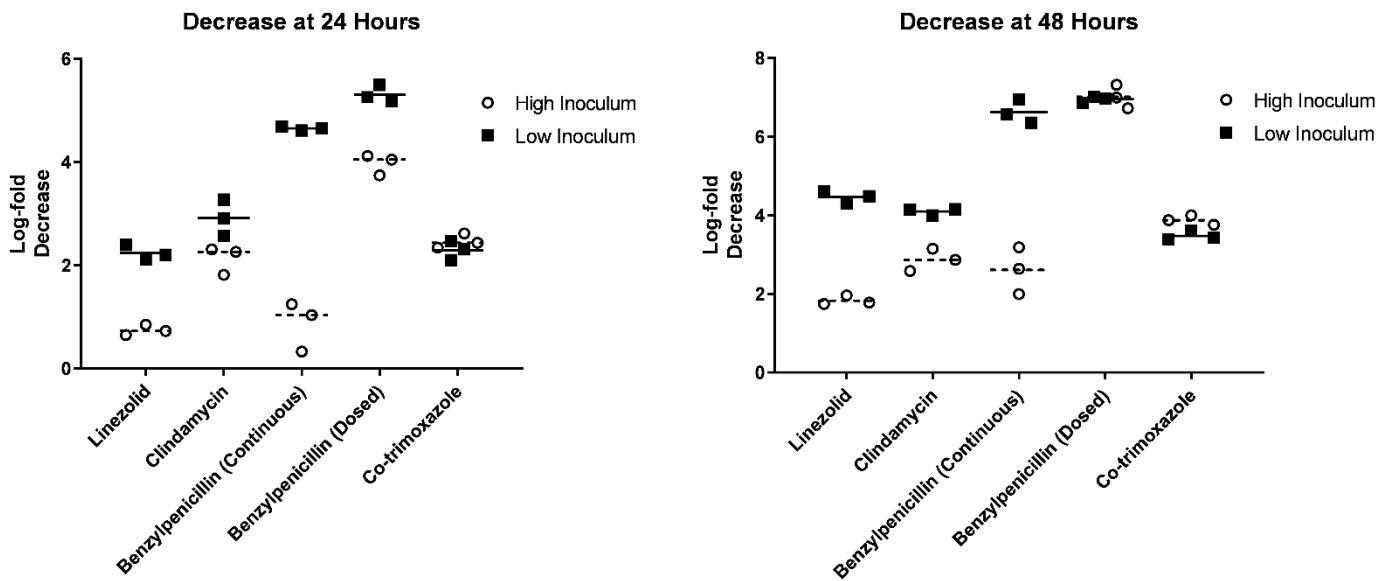 Decrease at 24 Hours
Log-fold
Decrease
6
4
2
0
High Inoculum
Low Inoculum
Linezolid
Clindamycin
Benzylpenicillin (Continuous)
Benzylpenicillin (Dosed)
Co-trimoxazole
Decrease at 48 Hours
Log-fold
Decrease
8
6
4
2
0
High Inoculum
Low Inoculum
Linezolid
Clindamycin
Benzylpenicillin (Continuous)
Benzylpenicillin (Dosed)
Co-trimoxazole